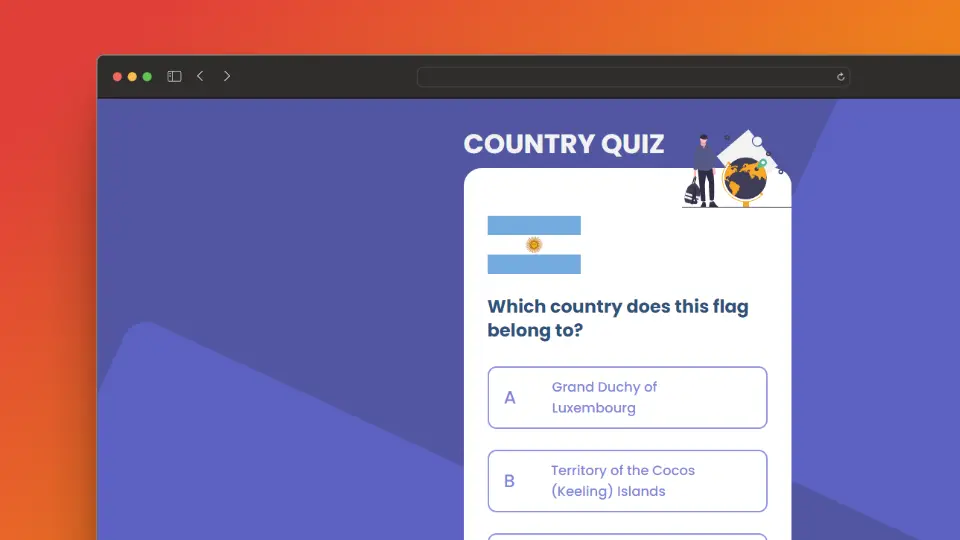 COUNTRY QUIZ
Which country does this flag
belong to?
A
Grand Duchy of
Luxembourg
B
Territory of the Cocos
(Keeling) Islands